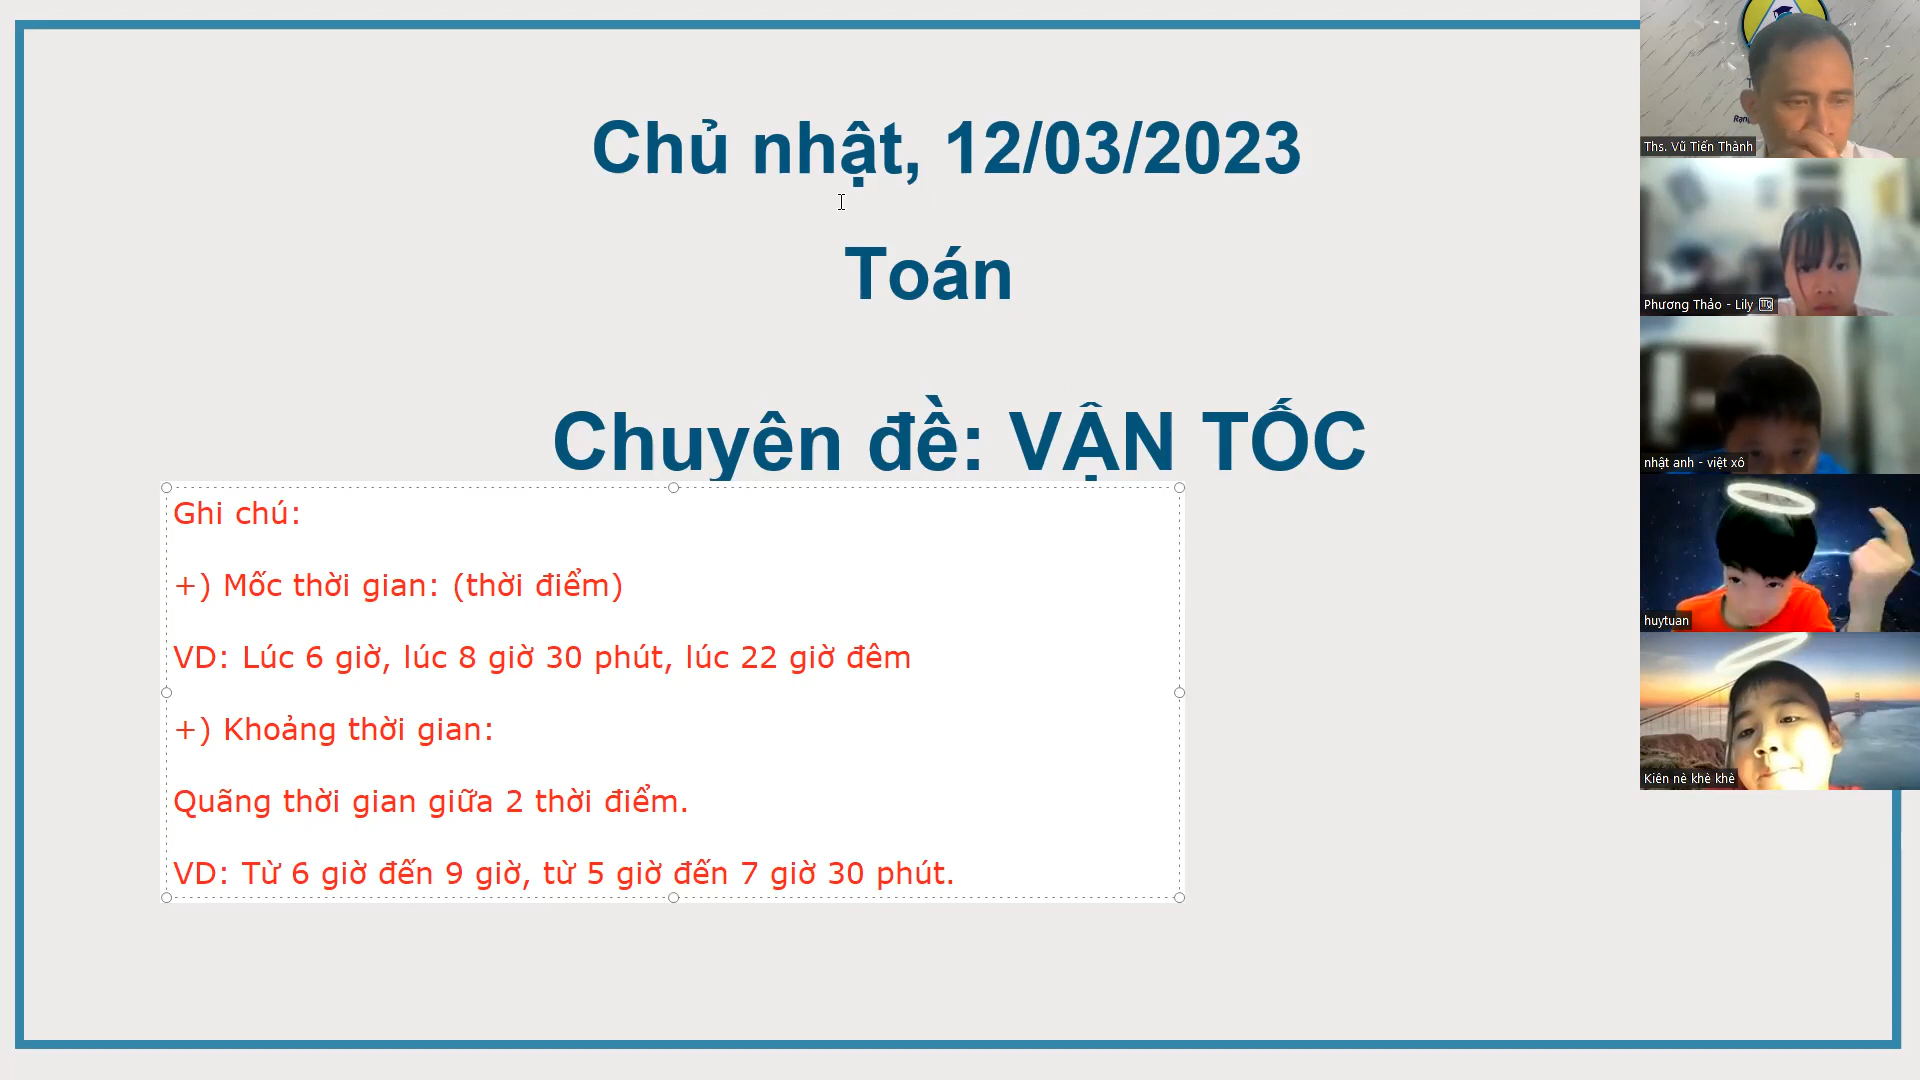 Chủ nhật, 12/03/2023
Toán
Chuyên đề: VẬN TỐC
Ghi chú:
+) Mốc thời gian: (thời điểm)
VD: Lúc 6 giờ, lúc 8 giờ 30 phút, lúc 22 giờ đêm
+) Khoảng thời gian:
Quãng thời gian giữa 2 thời điểm.
VD: Từ 6 giờ đến 9 giờ, từ 5 giờ đến 7 giờ 30 phút.
Ths. Vũ Tiến Thành
Phương Thảo - Lily ♍
nhật anh - việt xô
huytuan
Kiên nè khè khè